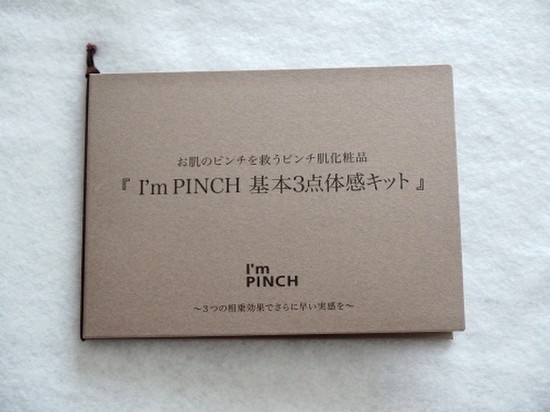 お肌のピンチを救うピンチ肌化粧品
『 I'm PINCH 基本3点体感キット 』
I'm
PINCH
～3つの相乗効果でさらに早い実感を～